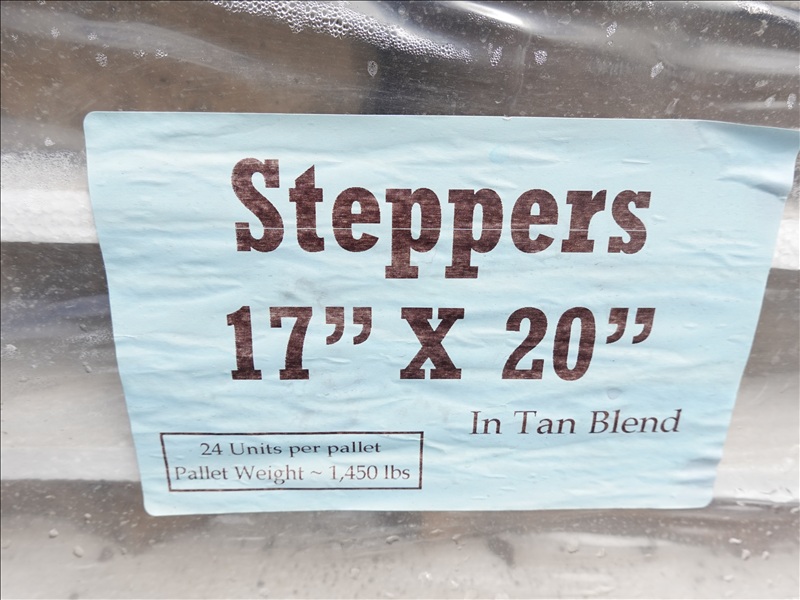 Steppers
17” X 20”
In Tan Blend
24 Units per pallet
Pallet Weight ~ 1,450 lbs